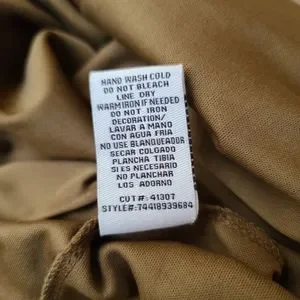 HAND WASH COLD
DO NOT BLEACH
LINE DRY
WARM IRON IF NEEDED
DO NOT IRON
DECORATION/
LAVAR A MANO
CON AGUA FRIA
NO USE BLANQUEADOR
SECAR COLGADO
PLANCHA TIBIA
SI ES NECESARIO
NO PLANCHAR
LOS ADORNO
CUT#: 41307
STYLE#: 74418939684